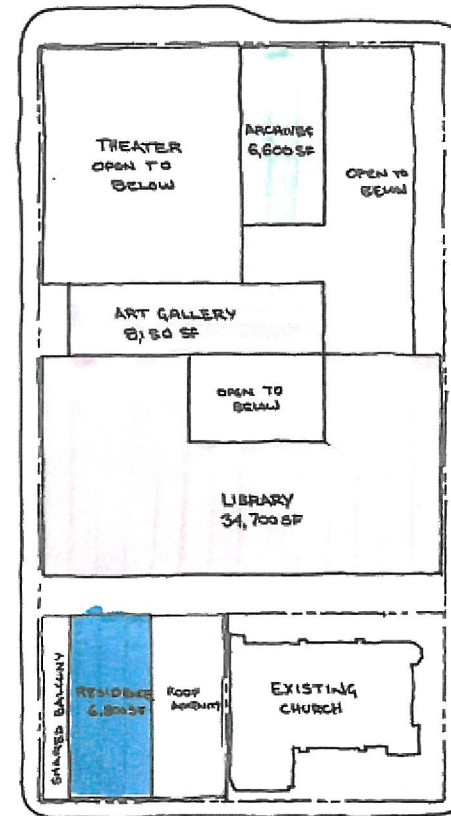 THEATER
OPEN TO
BELOW
ARCHIVES
6,600 SF
OPEN TO
BELOW
ART GALLERY
OPEN TO
BELOW
LIBRARY
34,700 SF
SHARED BALCONY
RESIDENCE
ROOF
EXISTING
CHURCH